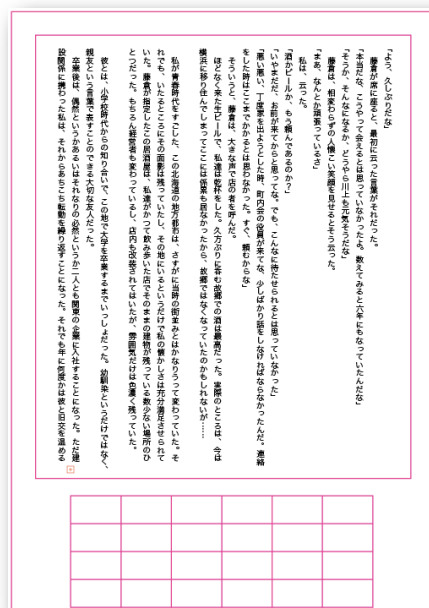 「よう、久しぶりだな」
藤倉が席に座ると、最初に云った言葉がそれだった。
「本当だな、こうやって会えるとは思っていなかったよ。数えてみると六年にもなっていたんだな」
「そうか、そんなになるか、どうやら川上も元気そうだな」
藤倉は、相変わらずの人懐こい笑顔を見せるとそう云った。
「まあ、なんとか頑張っているさ」
私は、云った。
「酒かビールか、もう頼んであるのか?」
「いやまだだ、お前が来てからと思ってな。でも、こんなに待たせられるとは思っていなかった」
「悪い悪い、丁度家を出ようとした時、町内会の役員が来てな、少しばかり話をしなければならなかったんだ。連絡
をした時はここまでかかるとは思わなかった。すぐ、頼むからな」
そういうと、藤倉は、大きな声で店の者を呼んだ。
ほどなく来た生ビールで、私達は乾杯をした。久方ぶりに呑む故郷での酒は最高だった。実際のところは、今は
横浜に移り住んでしまってここには係累も居なかったから、故郷ではなくなっていたのかもしれないが……
私が青春時代をすごした、この北海道の地方都市は、さすがに当時の街並みとはかなりうって変わっていた。そ
れでも、いたるところにその面影は残っていたし、その地にいるというだけで私の懐かしさは充分満足させられて
いた。藤倉が指定したこの居酒屋は、私達がかつて飲み歩いた店でそのままの建物が残っている数少ない場所のひ
とつだった。もちろん経営者も変わっているし、店内も改装されてはいたが、雰囲気だけは色濃く残っていた。
彼とは、小学校時代からの知り合いで、この地で大学を卒業するまでいっしょだった。幼馴染というだけではなく、
親友という言葉で表すことのできる大切な友人だった。
卒業後は、偶然というかあるいはそれなりの必然というか二人とも関東の企業に入社することになった。ただ建
設関係に携わった私は、それからあちこち転勤を繰り返すことになった。それでも年に何度かは彼と旧交を温める